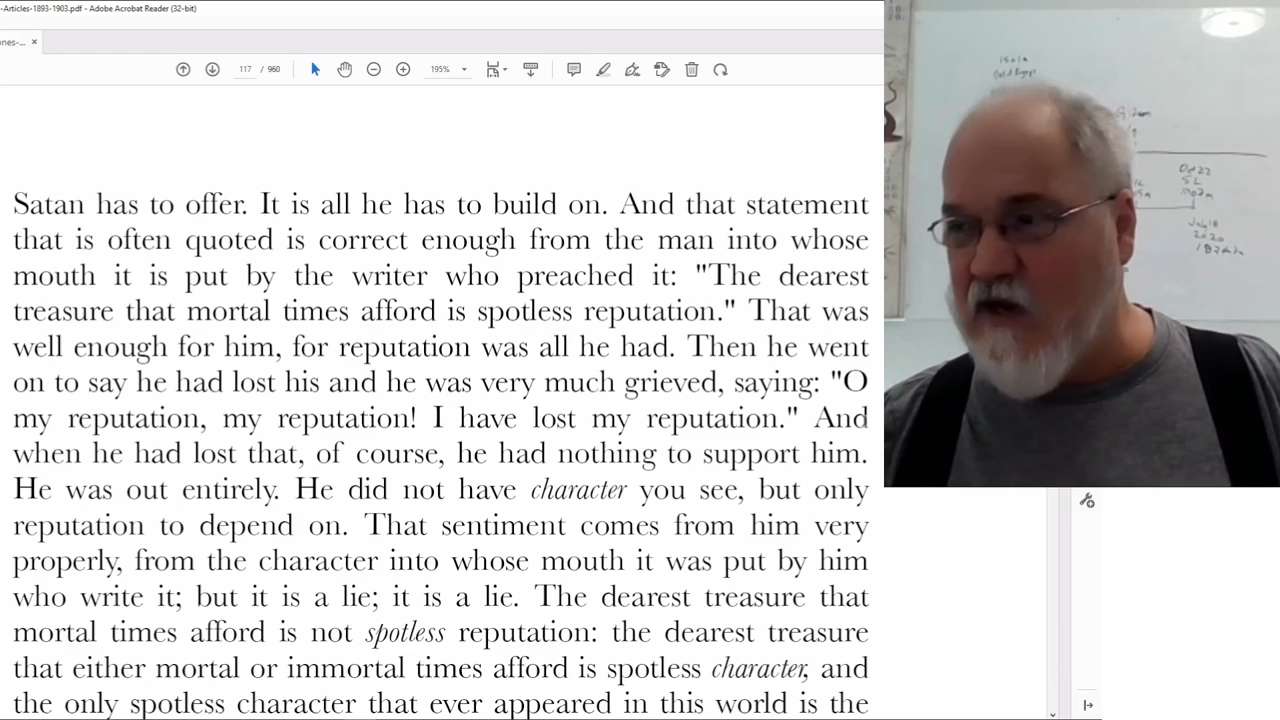 -Articles-1893-1903.pdf - Adobe Acrobat Reader (32-bit)
ones-... ×
117 / 960 195%
Satan has to offer. It is all he has to build on. And that statement
that is often quoted is correct enough from the man into whose
mouth it is put by the writer who preached it: "The dearest
treasure that mortal times afford is spotless reputation." That was
well enough for him, for reputation was all he had. Then he went
on to say he had lost his and he was very much grieved, saying: "O
my reputation, my reputation! I have lost my reputation." And
when he had lost that, of course, he had nothing to support him.
He was out entirely. He did not have character you see, but only
reputation to depend on. That sentiment comes from him very
properly, from the character into whose mouth it was put by him
who write it; but it is a lie; it is a lie. The dearest treasure that
mortal times afford is not spotless reputation: the dearest treasure
that either mortal or immortal times afford is spotless character, and
the only spotless character that ever appeared in this world is the
Oct 22
July 18
2020